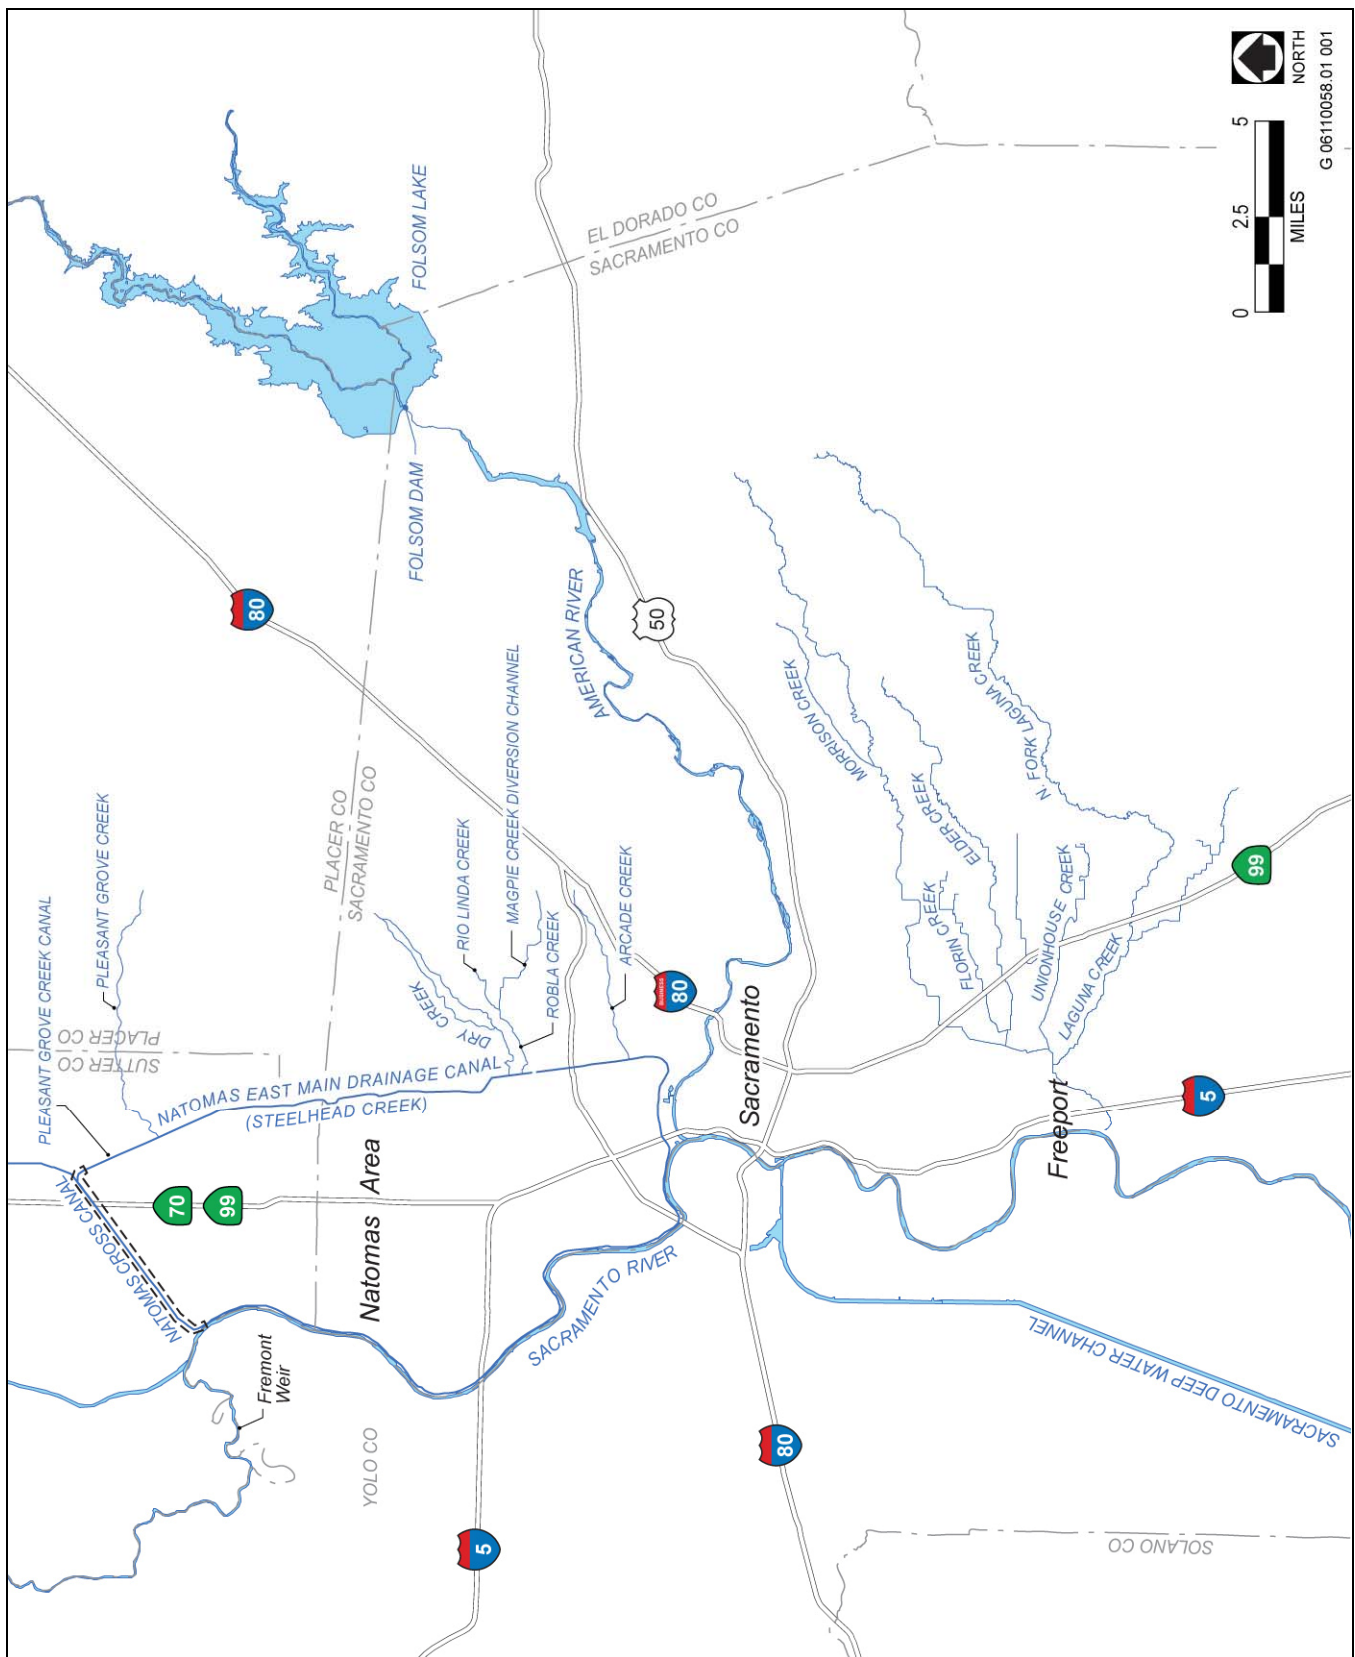 PLEASANT GROVE CREEK CANAL
PLEASANT GROVE CREEK
SUTTER CO
PLACER CO
NATOMAS CROSS CANAL
70
99
NATOMAS EAST MAIN DRAINAGE CANAL
(STEELHEAD CREEK)
Natomas Area
Fremont
Weir
YOLO CO
5
SACRAMENTO RIVER
PLACER CO
SACRAMENTO CO
DRY CREEK
RIO LINDA CREEK
MAGPIE CREEK DIVERSION CHANNEL
ROBLA CREEK
ARCADE CREEK
80
FOLSOM DAM
FOLSOM LAKE
EL DORADO CO
SACRAMENTO CO
AMERICAN RIVER
50
BUSINESS
80
Sacramento
80
MORRISON CREEK
ELDER CREEK
FLORIN CREEK
N. FORK LAGUNA CREEK
UNIONHOUSE CREEK
LAGUNA CREEK
Freeport
5
99
SACRAMENTO DEEP WATER CHANNEL
SOLANO CO
0 2.5 5
MILES
NORTH
G 06110058.01 001